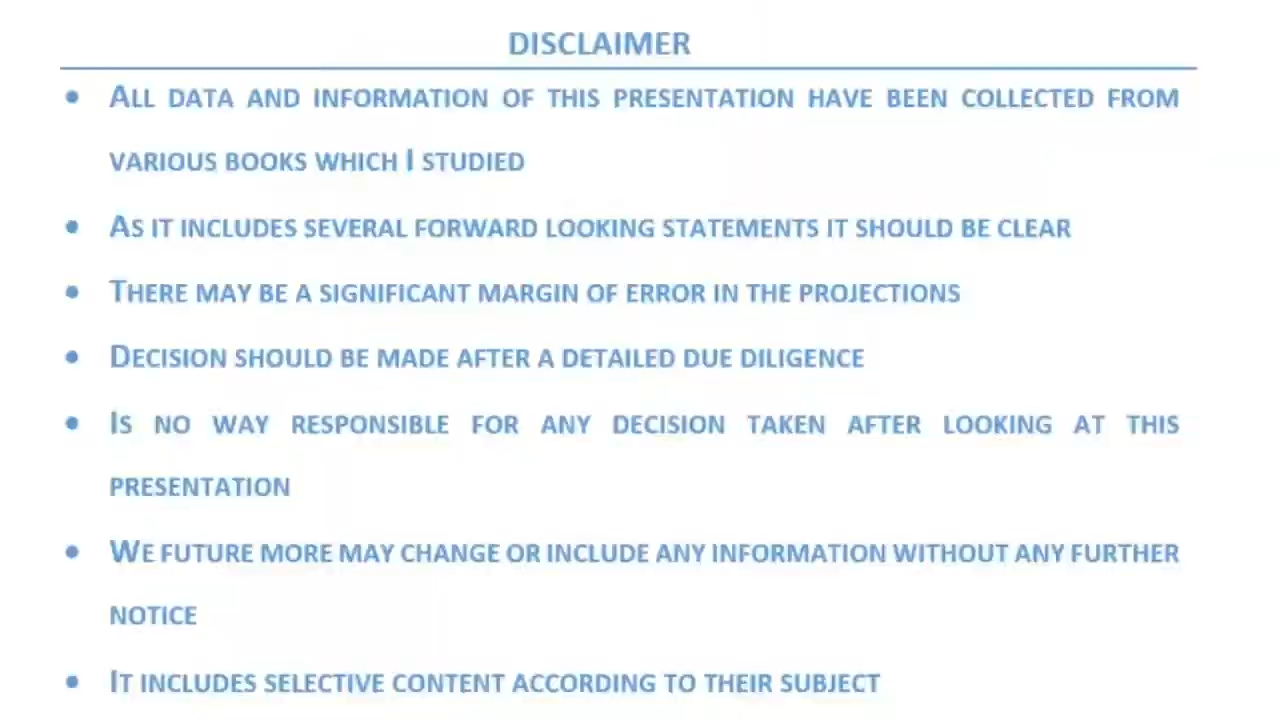 DISCLAIMER
• ALL DATA AND INFORMATION OF THIS PRESENTATION HAVE BEEN COLLECTED FROM
VARIOUS BOOKS WHICH I STUDIED
• AS IT INCLUDES SEVERAL FORWARD LOOKING STATEMENTS IT SHOULD BE CLEAR
• THERE MAY BE A SIGNIFICANT MARGIN OF ERROR IN THE PROJECTIONS
• DECISION SHOULD BE MADE AFTER A DETAILED DUE DILIGENCE
• IS NO WAY RESPONSIBLE FOR ANY DECISION TAKEN AFTER LOOKING AT THIS
PRESENTATION
• WE FUTURE MORE MAY CHANGE OR INCLUDE ANY INFORMATION WITHOUT ANY FURTHER
NOTICE
• IT INCLUDES SELECTIVE CONTENT ACCORDING TO THEIR SUBJECT